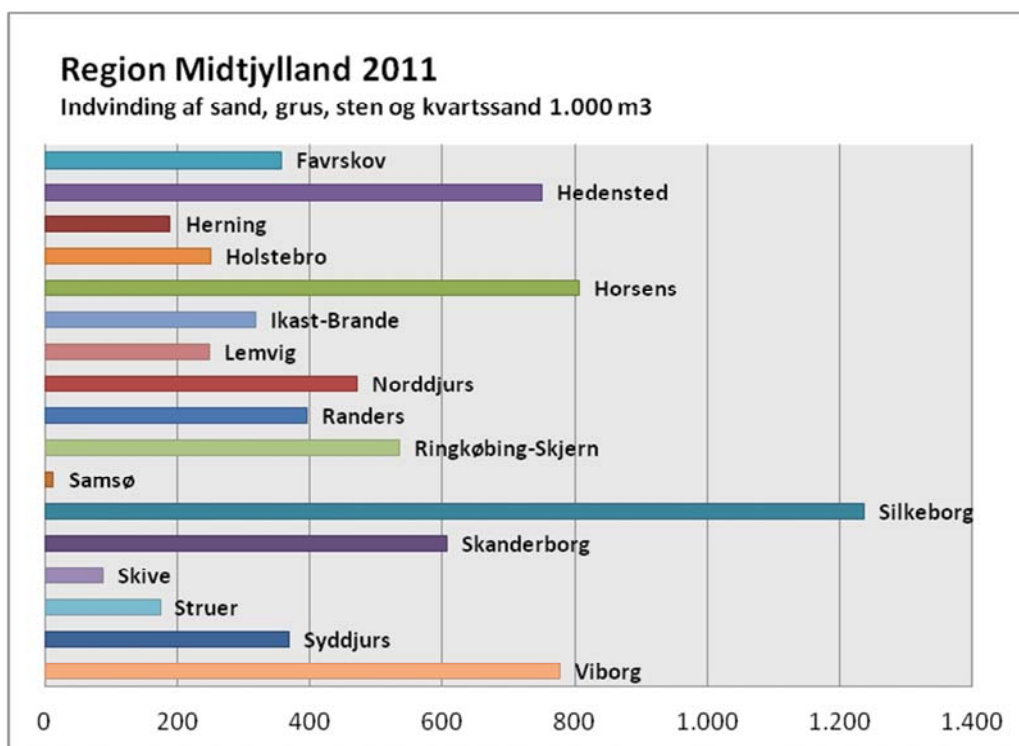 Region Midtjylland 2011
Indvinding af sand, grus, sten og kvartssand 1.000 m3
Favrskov
Hedensted
Herning
Holstebro
Horsens
Ikast-Brande
Lemvig
Norddjurs
Randers
Ringkøbing-Skjern
Samsø
Silkeborg
Skanderborg
Skive
Struer
Syddjurs
Viborg
0 200 400 600 800 1.000 1.200 1.400